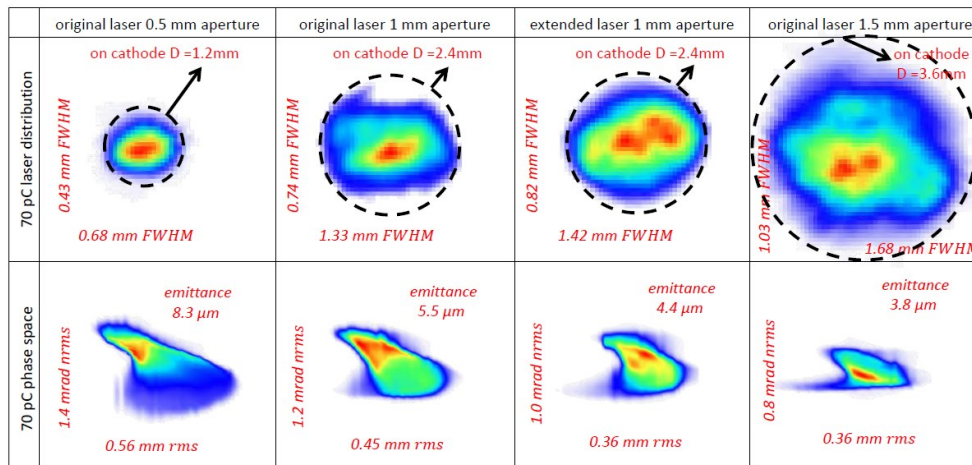 original laser 0.5 mm aperture
original laser 1 mm aperture
extended laser 1 mm aperture
original laser 1.5 mm aperture
70 pC laser distribution
on cathode D =1.2mm
0.43 mm FWHM
0.68 mm FWHM
on cathode D =2.4mm
0.74 mm FWHM
1.33 mm FWHM
on cathode D =2.4mm
0.82 mm FWHM
1.42 mm FWHM
on cathode
D =3.6mm
1.03 mm FWHM
1.68 mm FWHM
70 pC phase space
emittance
8.3 μm
1.4 mrad nrms
0.56 mm rms
emittance
5.5 μm
1.2 mrad nrms
0.45 mm rms
emittance
4.4 μm
1.0 mrad nrms
0.36 mm rms
emittance
3.8 μm
0.8 mrad nrms
0.36 mm rms